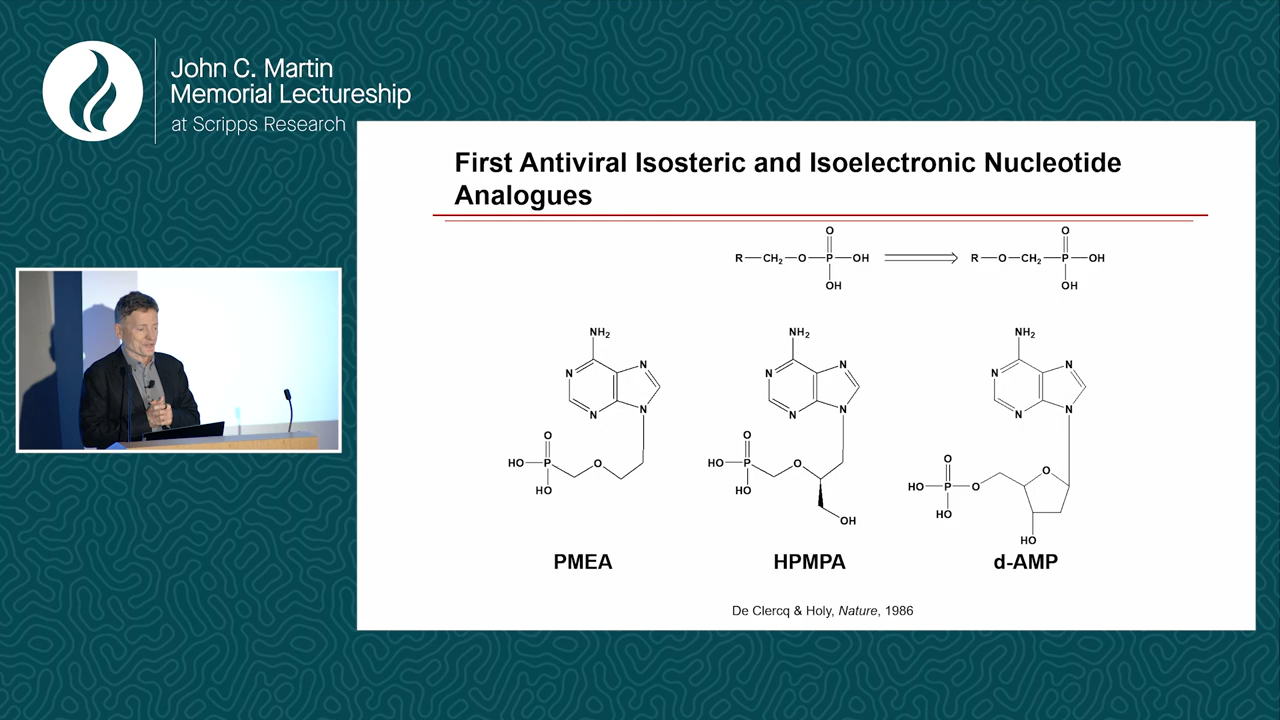 John C. Martin
Memorial Lectureship
at Scripps Research
First Antiviral Isosteric and Isoelectronic Nucleotide
Analogues
O
R—CH₂—O—P—OH
OH
O
R—O—CH₂—P—OH
OH
NH₂
N
N
N
N
O
HO
P
O
HO
PMEA
NH₂
N
N
N
N
O
HO
P
O
HO
OH
HPMPA
NH₂
N
N
N
N
O
HO
P
O
O
HO
HO
d-AMP
De Clercq & Holy, Nature, 1986